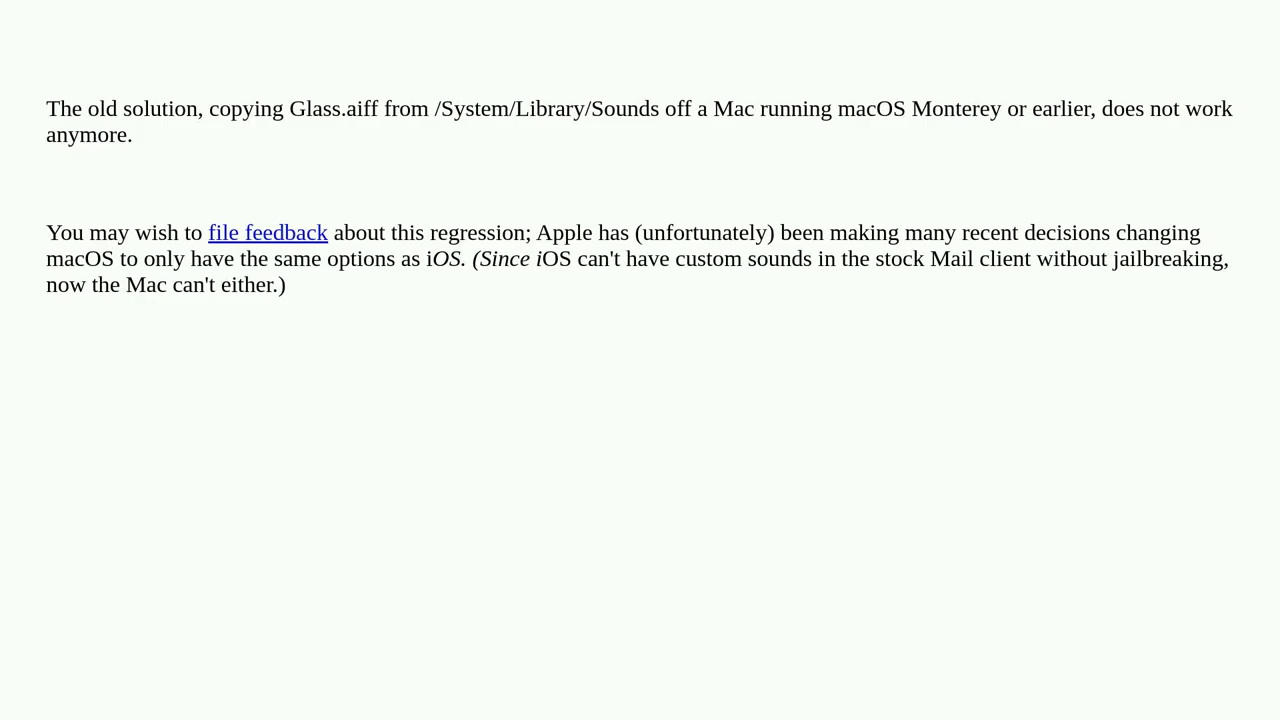 The old solution, copying Glass.aiff from /System/Library/Sounds off a Mac running macOS Monterey or earlier, does not work
anymore.
You may wish to file feedback about this regression; Apple has (unfortunately) been making many recent decisions changing
macOS to only have the same options as iOS. (Since iOS can't have custom sounds in the stock Mail client without jailbreaking,
now the Mac can't either.)